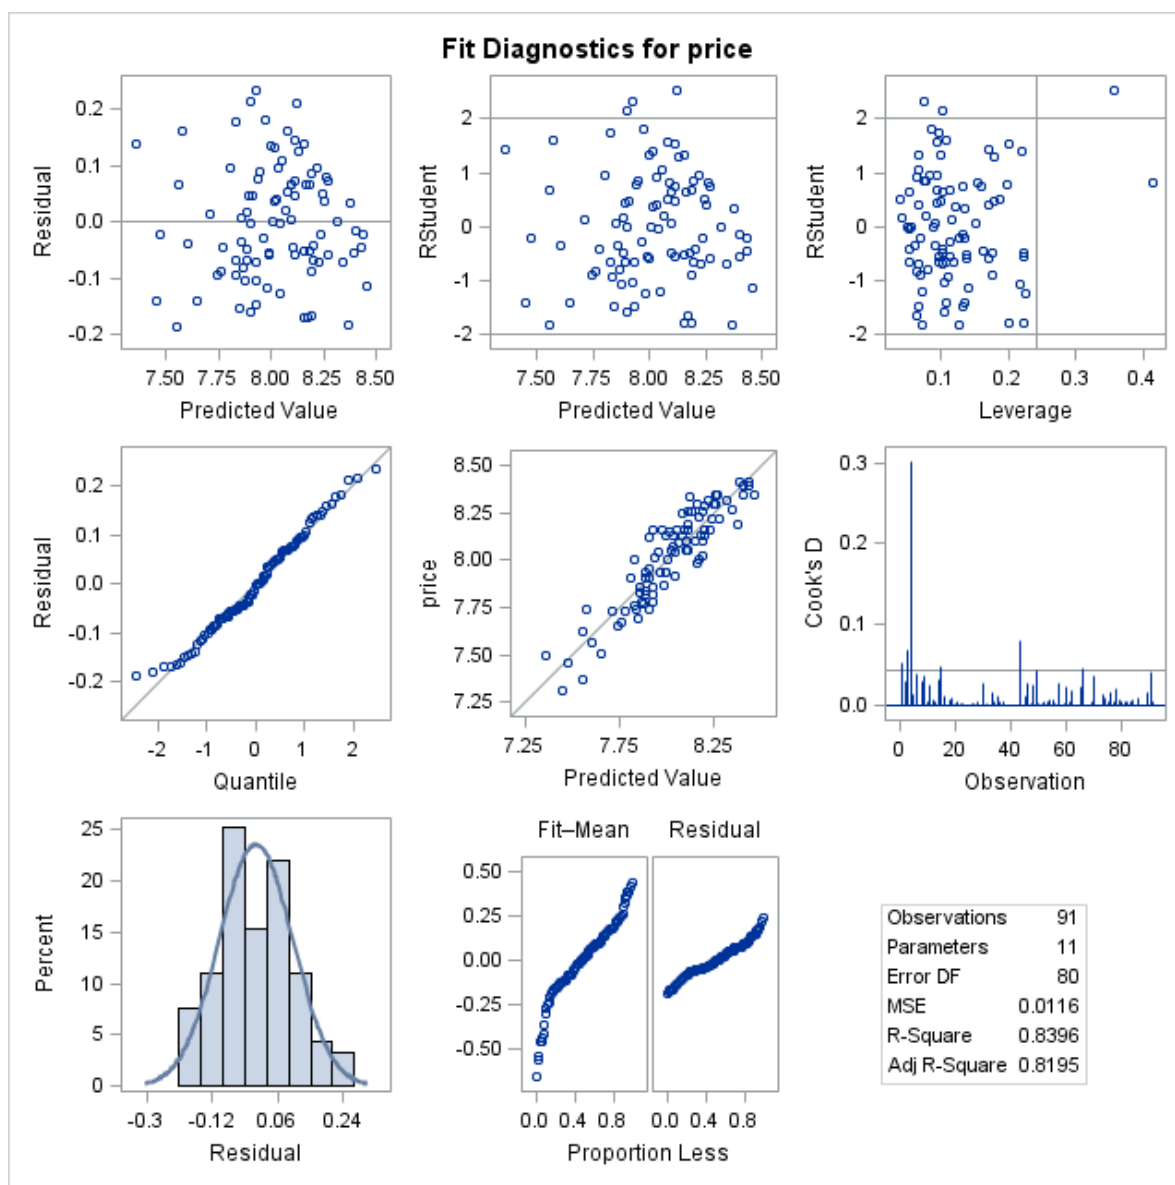 Fit Diagnostics for price
Residual
0.2
0.1
0.0
-0.1
-0.2
7.50 7.75 8.00 8.25 8.50
Predicted Value
RStudent
2
1
0
-1
-2
7.50 7.75 8.00 8.25 8.50
Predicted Value
RStudent
2
1
0
-1
-2
0.1 0.2 0.3 0.4
Leverage
Residual
0.2
0.1
0.0
-0.1
-0.2
-2 -1 0 1 2
Quantile
price
8.50
8.25
8.00
7.75
7.50
7.25
7.25 7.75 8.25
Predicted Value
Cook's D
0.3
0.2
0.1
0.0
0 20 40 60 80
Observation
Percent
25
20
15
10
5
0
-0.3 -0.12 0.06 0.24
Residual
Fit–Mean Residual
0.50
0.25
0.00
-0.25
-0.50
0.0 0.4 0.8 0.0 0.4 0.8
Proportion Less
Observations 91
Parameters 11
Error DF 80
MSE 0.0116
R-Square 0.8396
Adj R-Square 0.8195